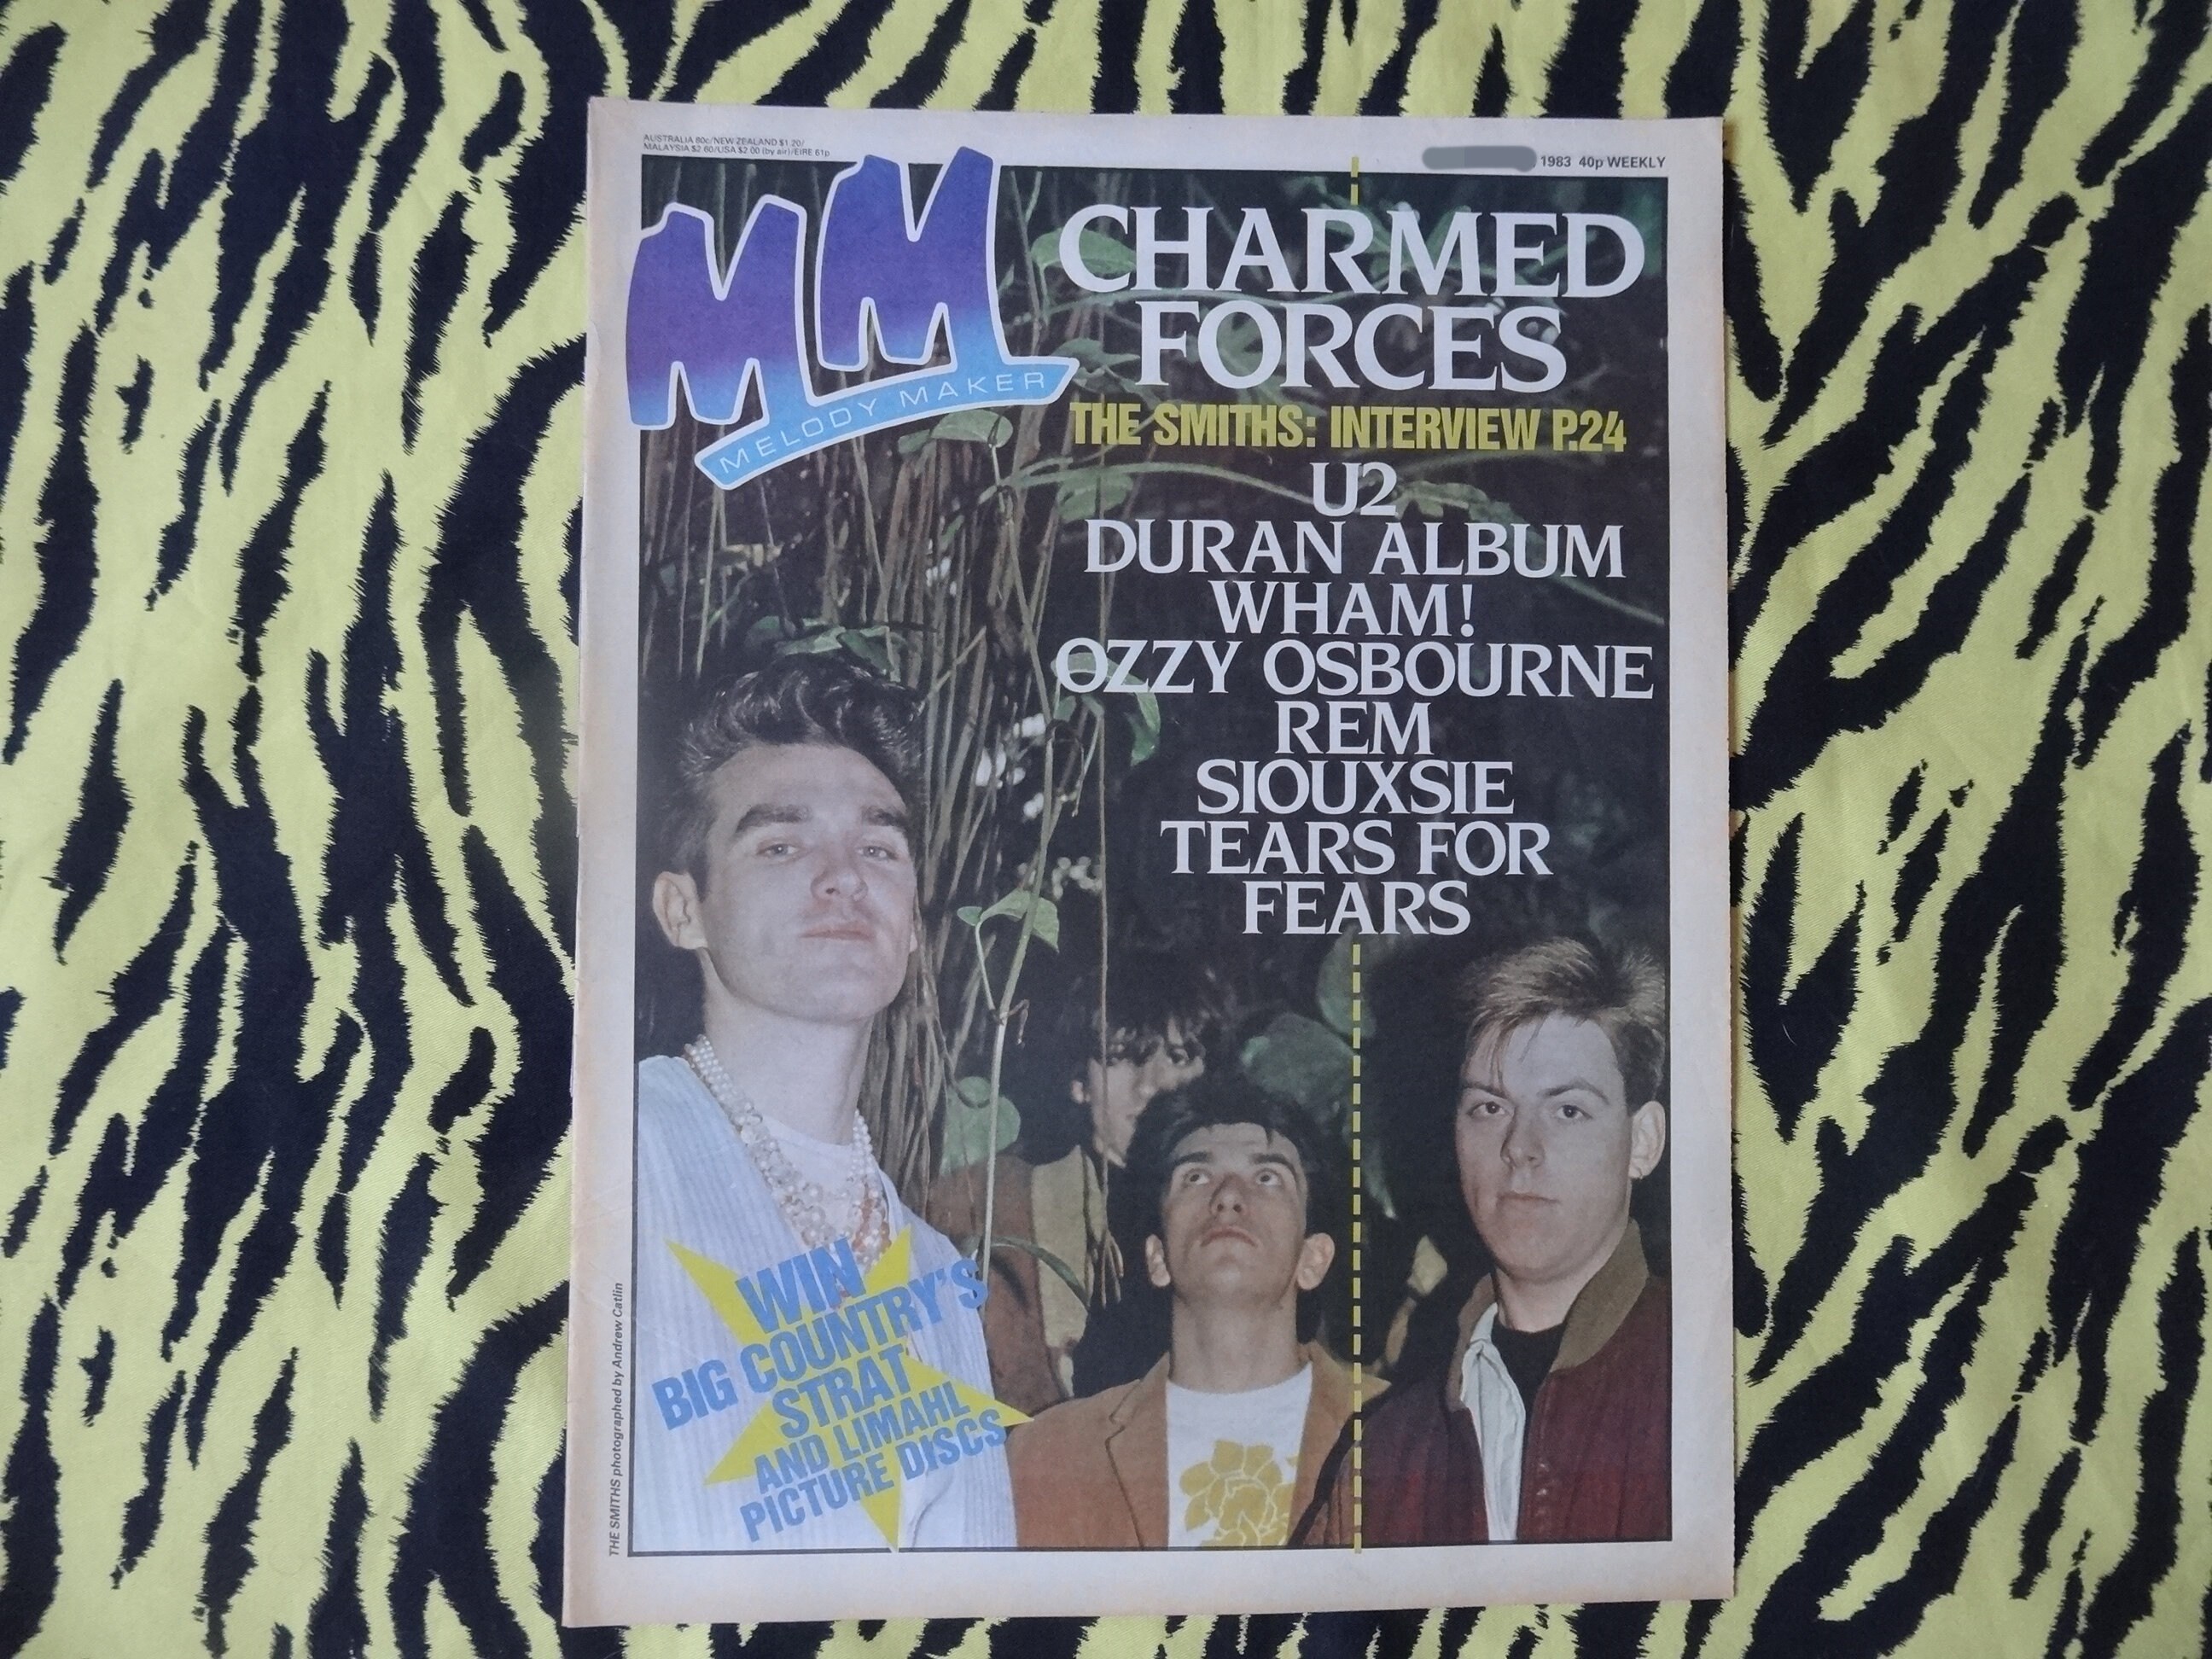 AUSTRALIA 80c/NEW ZEALAND $1.20/
MALAYSIA $2.60/USA $2.00 (by air)/EIRE 61p
1983 40p WEEKLY
MM
MELODY MAKER
CHARMED
FORCES
THE SMITHS: INTERVIEW P.24
U2
DURAN ALBUM
WHAM!
OZZY OSBOURNE
REM
SIOUXSIE
TEARS FOR
FEARS
WIN
BIG COUNTRY'S
STRAT
AND LIMAHL
PICTURE DISCS
THE SMITHS photographed by Andrew Catlin